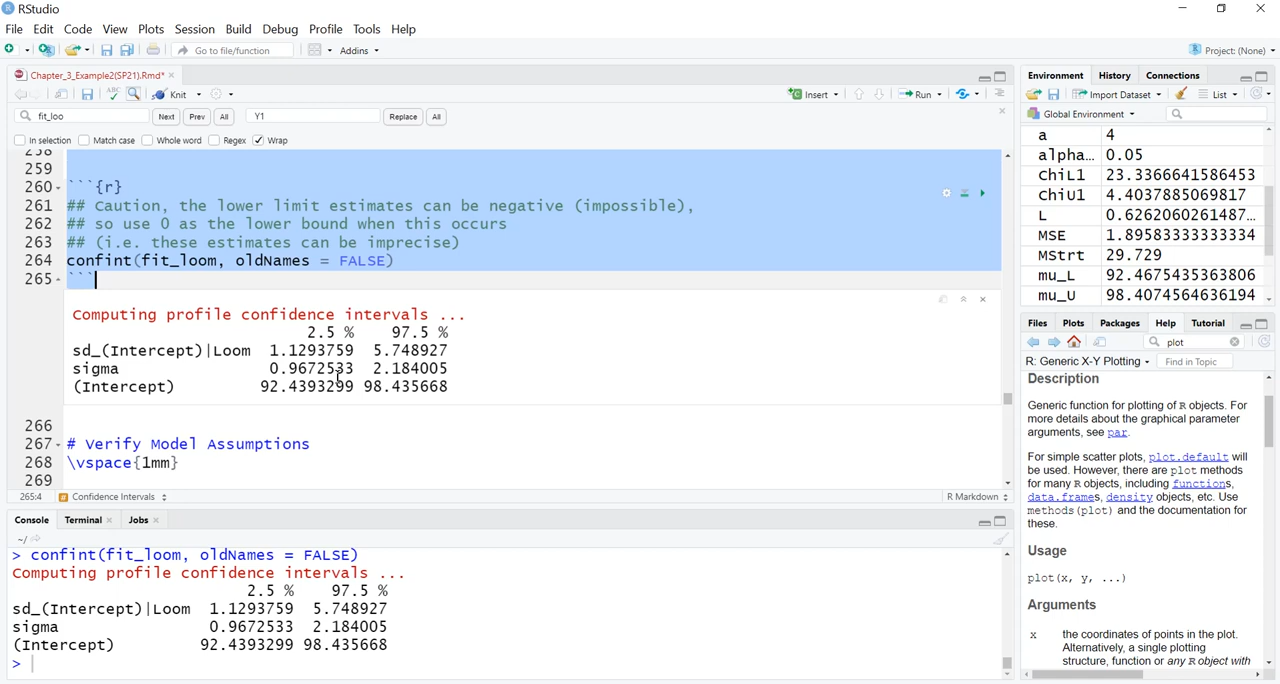 RStudio
File Edit Code View Plots Session Build Debug Profile Tools Help
Go to file/function Addins Project: (None)
Chapter_3_Example2(SP21).Rmd*
ABC Knit Insert Run
fit_loo Next Prev All Y1 Replace All
In selection Match case Whole word Regex Wrap
258
259
260 ```{r}
261 ## Caution, the lower limit estimates can be negative (impossible),
262 ## so use 0 as the lower bound when this occurs
263 ## (i.e. these estimates can be imprecise)
264 confint(fit_loom, oldNames = FALSE)
265 ```
Computing profile confidence intervals ...
2.5 % 97.5 %
sd_(Intercept)|Loom 1.1293759 5.748927
sigma 0.9672533 2.184005
(Intercept) 92.4393299 98.435668
266
267 # Verify Model Assumptions
268 \vspace{1mm}
269
265:4 Confidence Intervals R Markdown
Console Terminal Jobs
~/
> confint(fit_loom, oldNames = FALSE)
Computing profile confidence intervals ...
2.5 % 97.5 %
sd_(Intercept)|Loom 1.1293759 5.748927
sigma 0.9672533 2.184005
(Intercept) 92.4393299 98.435668
>
Environment History Connections
Import Dataset List
Global Environment
a 4
alpha... 0.05
ChiL1 23.3366641586453
ChiU1 4.4037885069817
L 0.6262060261487...
MSE 1.89583333333334
MStrt 29.729
mu_L 92.4675435363806
mu_U 98.4074564636194
Files Plots Packages Help Tutorial
plot
R: Generic X-Y Plotting Find in Topic
Description
Generic function for plotting of R objects. For
more details about the graphical parameter
arguments, see par.
For simple scatter plots, plot.default will
be used. However, there are plot methods
for many R objects, including functions,
data.frames, density objects, etc. Use
methods(plot) and the documentation for
these.
Usage
plot(x, y, ...)
Arguments
x the coordinates of points in the plot.
Alternatively, a single plotting
structure, function or any R object with